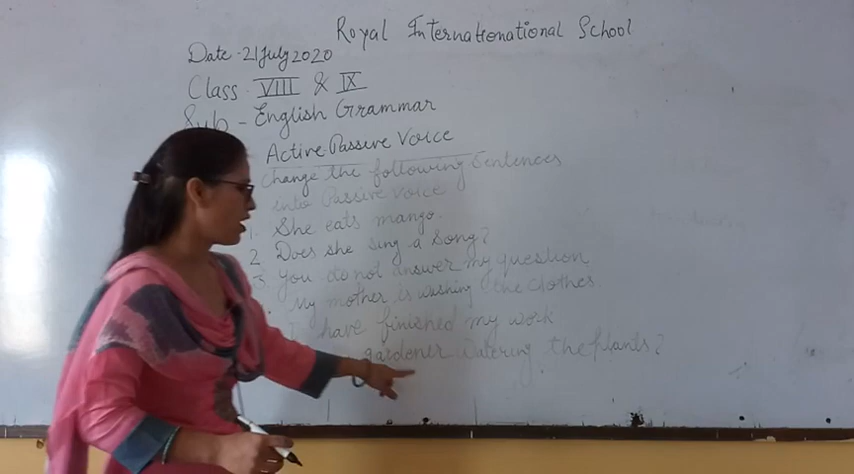 Royal Internationational School
Date - 21 July 2020
Class VIII & IX
Sub - English Grammar
Active Passive Voice
Change the following Sentences
into Passive voice
1. She eats mango.
2 Does she sing a Song?
3. You do not answer my question
My mother is washing the clothes
I have finished my work
gardener watering the plants?